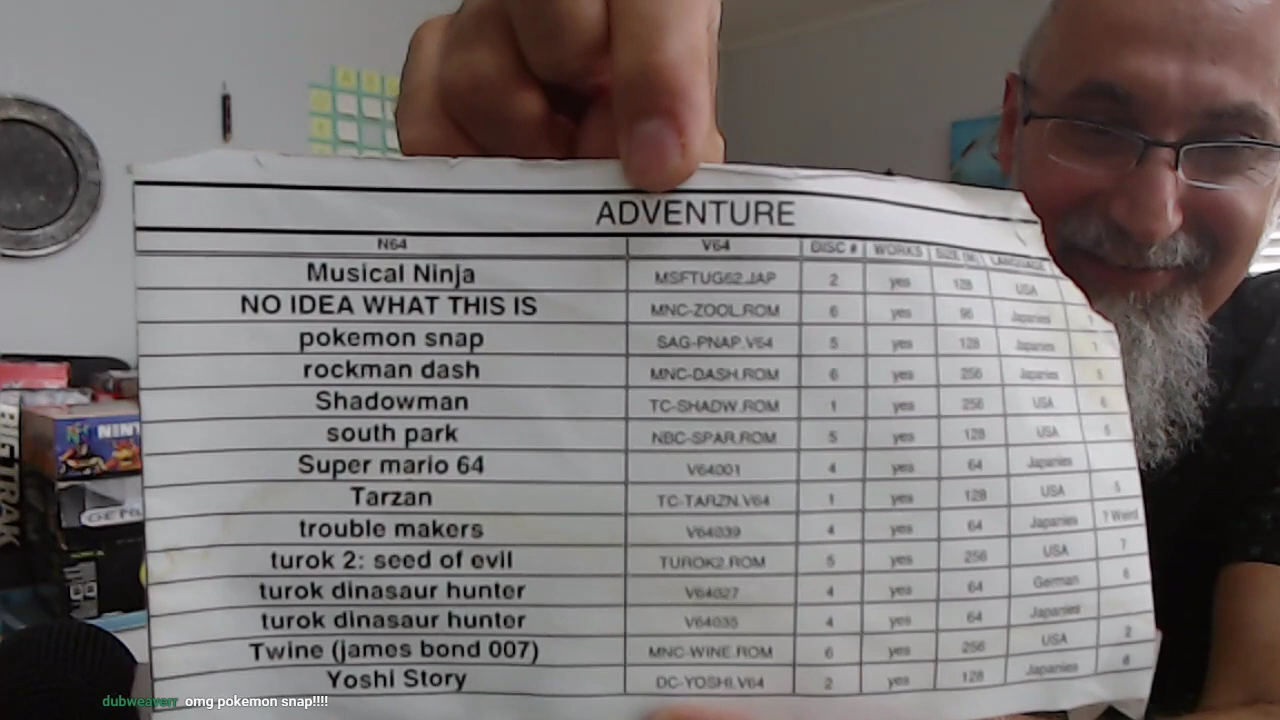 ADVENTURE
N64 V64 DISC # WORKS SIZE (M) LANGUAGE
Musical Ninja MSFTUG62.JAP 2 yes 128 USA
NO IDEA WHAT THIS IS MNC-ZOOL.ROM 6 yes 96 Japanies ?
pokemon snap SAG-PNAP.V64 5 yes 128 Japanies
rockman dash MNC-DASH.ROM 6 yes 256 Japanies
Shadowman TC-SHADW.ROM 1 yes 256 USA
south park NBC-SPAR.ROM 5 yes 128 USA
Super mario 64 V64001 4 yes 64 Japanies
Tarzan TC-TARZN.V64 1 yes 128 USA
trouble makers V64039 4 yes 64 Japanies ? Weird
turok 2: seed of evil TUROK2.ROM 5 yes 256 USA 7
turok dinasaur hunter V64027 4 yes 64 German
turok dinasaur hunter V64035 4 yes 64 Japanies
Twine (james bond 007) MNC-WINE.ROM 6 yes 256 USA 2
Yoshi Story DC-YOSHI.V64 2 yes 128 Japanies
BIG TRAK
NIN
dubweaverr omg pokemon snap!!!!